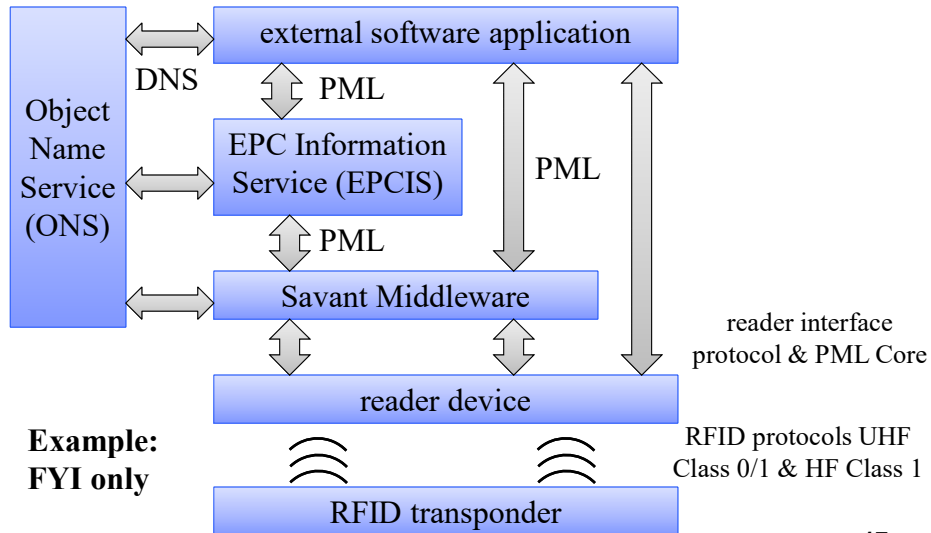 external software application
DNS
PML
Object
Name
Service
(ONS)
EPC Information
Service (EPCIS)
PML
PML
Savant Middleware
reader interface
protocol & PML Core
reader device
Example:
FYI only
RFID protocols UHF
Class 0/1 & HF Class 1
RFID transponder